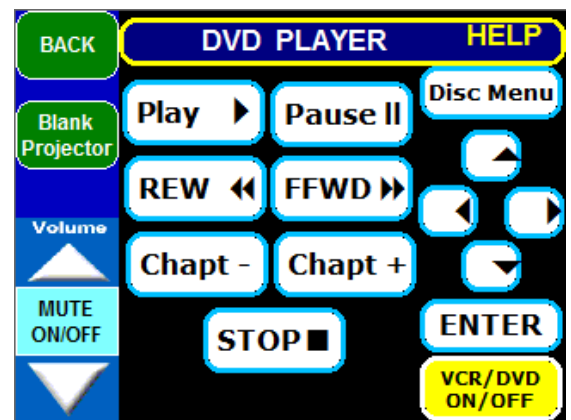 BACK
DVD PLAYER
HELP
Blank
Projector
Play
Pause
Disc Menu
REW
FFWD
Volume
Chapt -
Chapt +
MUTE
ON/OFF
STOP
ENTER
VCR/DVD
ON/OFF